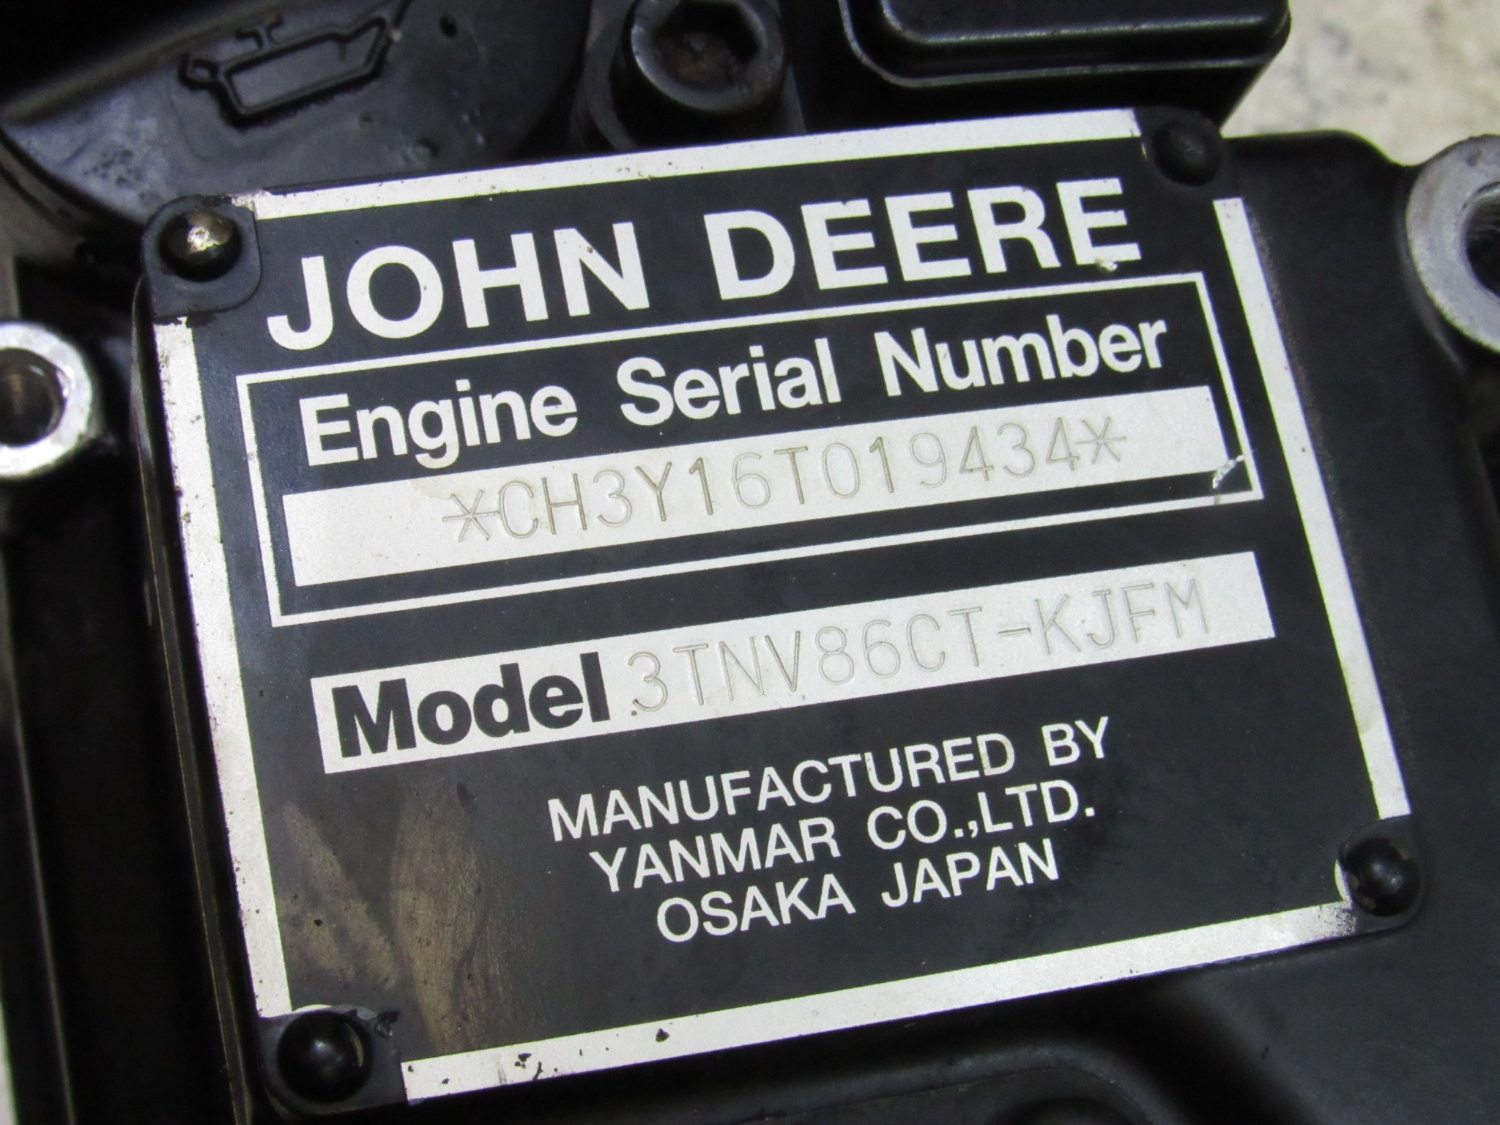 JOHN DEERE
Engine Serial Number
*CH3Y16T019434*
Model 3TNV86CT-KJFM
MANUFACTURED BY
YANMAR CO.,LTD.
OSAKA JAPAN